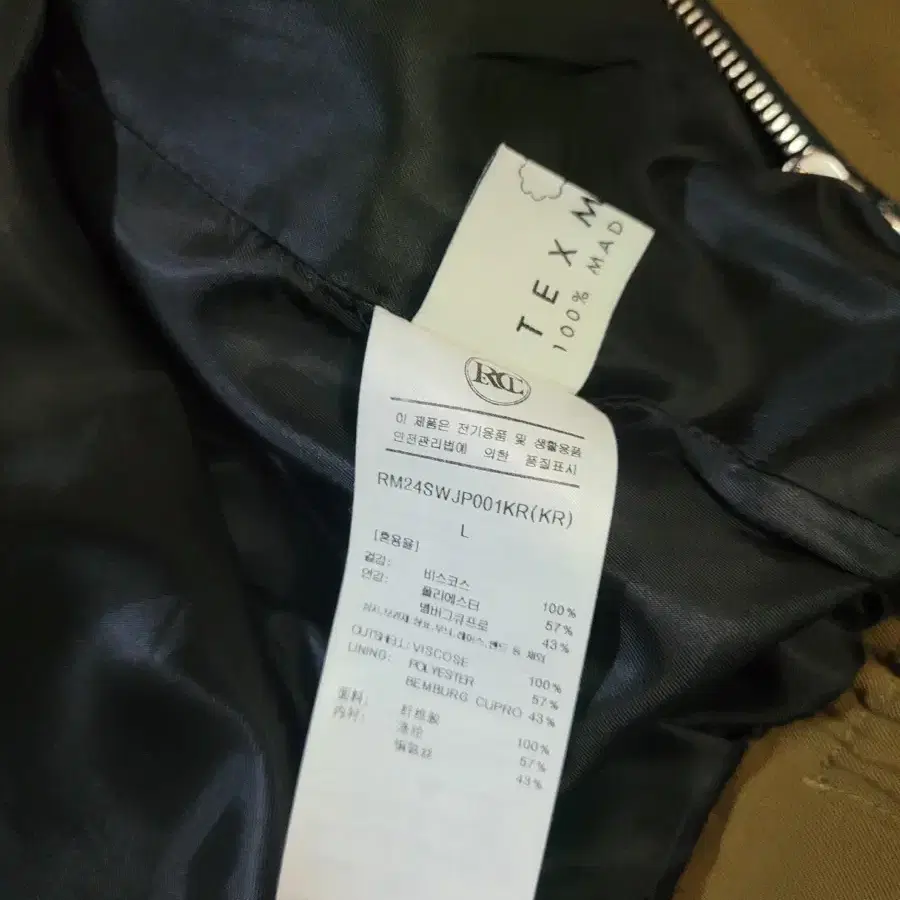 TEX M
100% MAD
RCT
이 제품은 전기용품 및 생활용품
안전관리법에 의한 품질표시
RM24SWJP001KR(KR)
L
[혼용율]
겉감: 비스코스 100%
안감: 폴리에스터 57%
벰버그큐프로 43%
OUTSHELL: VISCOSE 100%
LINING: POLYESTER 57%
BEMBURG CUPRO 43%
面料: 100%
内衬: 57%
43%